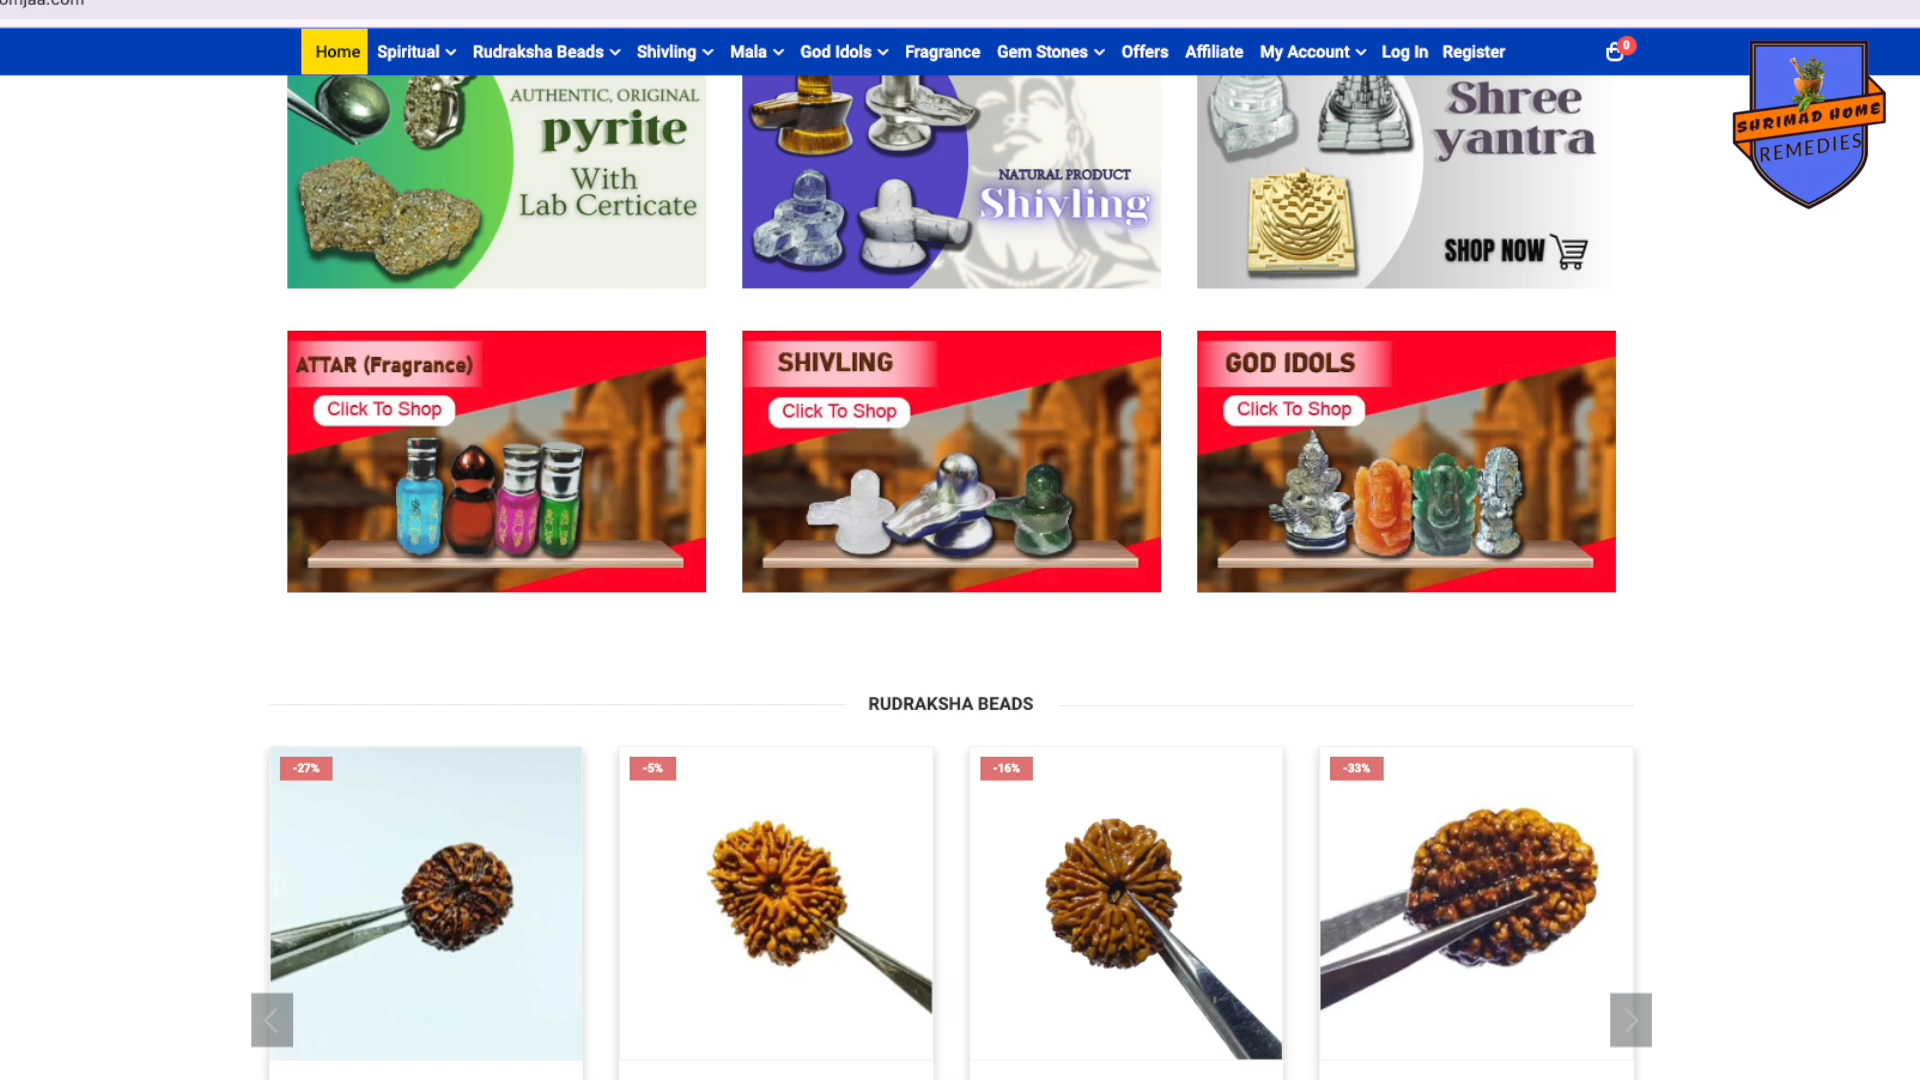 Home Spiritual Rudraksha Beads Shivling Mala God Idols Fragrance Gem Stones Offers Affiliate My Account Log In Register 0
AUTHENTIC, ORIGINAL
pyrite
With
Lab Certicate
NATURAL PRODUCT
Shivling
Shree
yantra
SHOP NOW
SHRIMAD HOME
REMEDIES
ATTAR (Fragrance)
Click To Shop
SHIVLING
Click To Shop
GOD IDOLS
Click To Shop
RUDRAKSHA BEADS
-27%
-5%
-16%
-33%